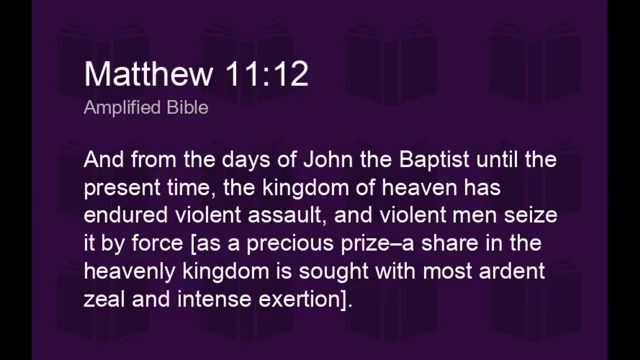 Matthew 11:12
Amplified Bible
And from the days of John the Baptist until the
present time, the kingdom of heaven has
endured violent assault, and violent men seize
it by force [as a precious prize–a share in the
heavenly kingdom is sought with most ardent
zeal and intense exertion].